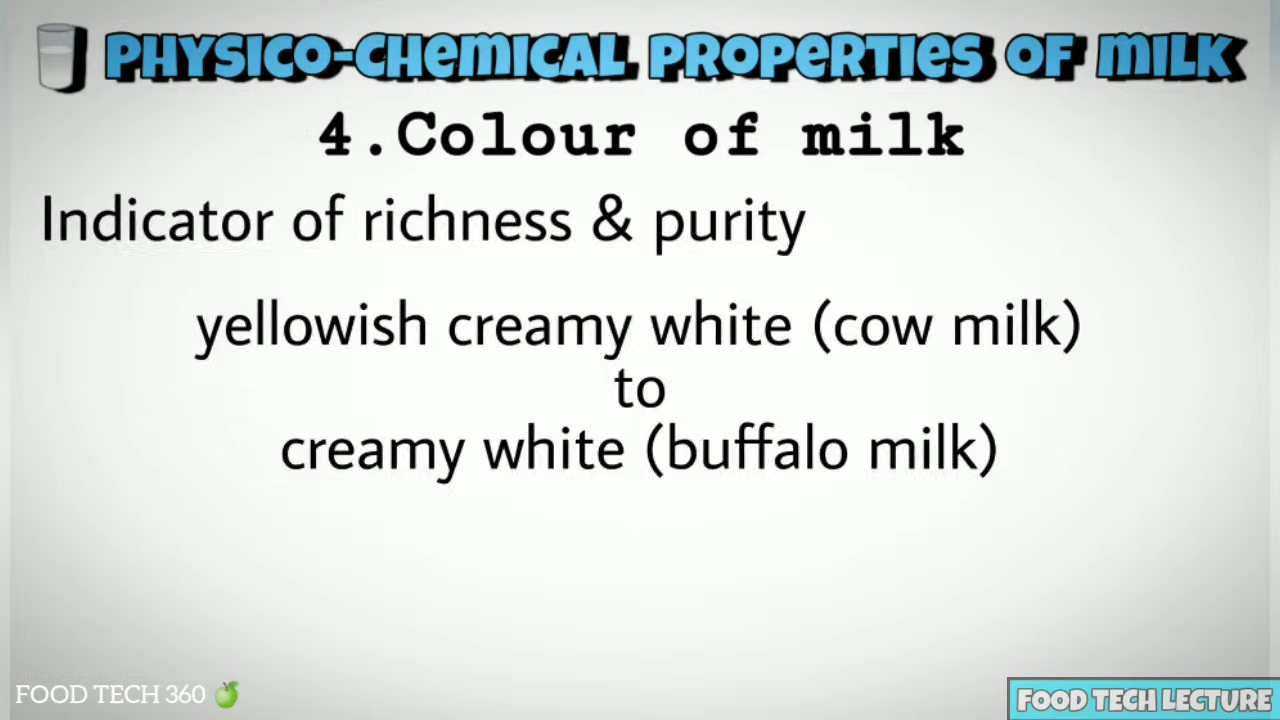 PHYSICO-CHEMICAL PROPERTIES OF MILK
4.Colour of milk
Indicator of richness & purity
yellowish creamy white (cow milk)
to
creamy white (buffalo milk)
FOOD TECH 360
FOOD TECH LECTURE